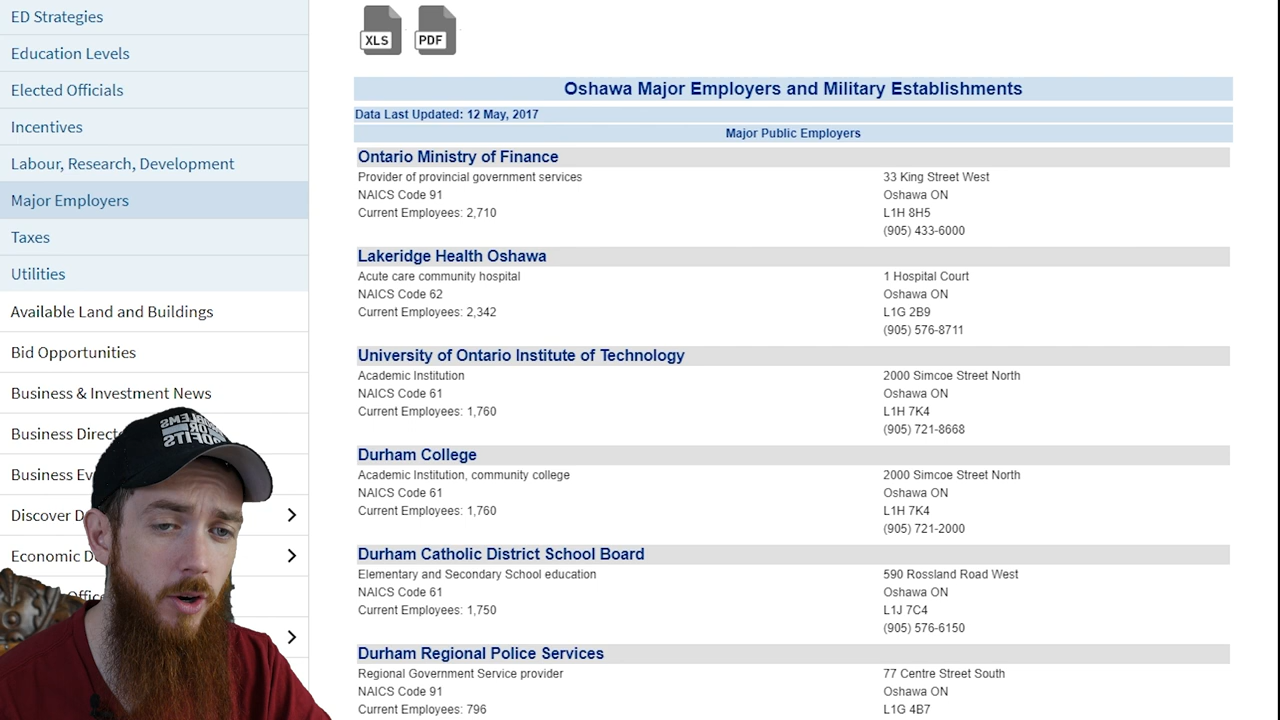 ED Strategies
Education Levels
Elected Officials
Incentives
Labour, Research, Development
Major Employers
Taxes
Utilities
Available Land and Buildings
Bid Opportunities
Business & Investment News
Business Direct
Business Ev
Discover D
Economic D
Offic
XLS
PDF
Oshawa Major Employers and Military Establishments
Data Last Updated: 12 May, 2017
Major Public Employers
Ontario Ministry of Finance
Provider of provincial government services
33 King Street West
NAICS Code 91
Oshawa ON
Current Employees: 2,710
L1H 8H5
(905) 433-6000
Lakeridge Health Oshawa
Acute care community hospital
1 Hospital Court
NAICS Code 62
Oshawa ON
Current Employees: 2,342
L1G 2B9
(905) 576-8711
University of Ontario Institute of Technology
Academic Institution
2000 Simcoe Street North
NAICS Code 61
Oshawa ON
Current Employees: 1,760
L1H 7K4
(905) 721-8668
Durham College
Academic Institution, community college
2000 Simcoe Street North
NAICS Code 61
Oshawa ON
Current Employees: 1,760
L1H 7K4
(905) 721-2000
Durham Catholic District School Board
Elementary and Secondary School education
590 Rossland Road West
NAICS Code 61
Oshawa ON
Current Employees: 1,750
L1J 7C4
(905) 576-6150
Durham Regional Police Services
Regional Government Service provider
77 Centre Street South
NAICS Code 91
Oshawa ON
Current Employees: 796
L1G 4B7